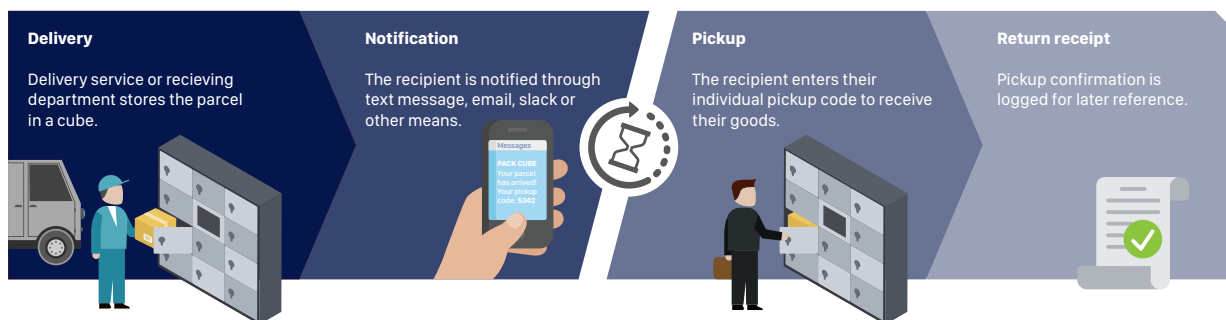 Delivery
Delivery service or recieving
department stores the parcel
in a cube.
Notification
The recipient is notified through
text message, email, slack or
other means.
Messages
PACK CUBE
Your parcel
has arrived!
Your pickup
code: 5342
Pickup
The recipient enters their
individual pickup code to receive
their goods.
Return receipt
Pickup confirmation is
logged for later reference.